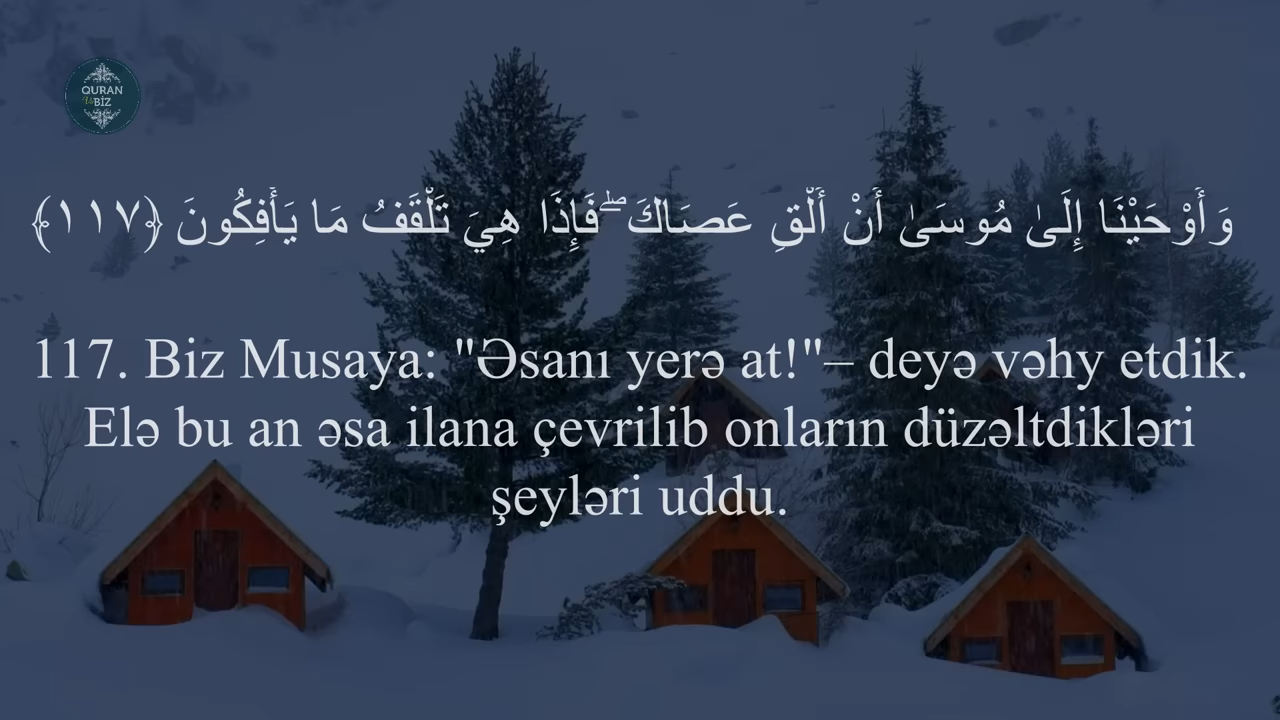 QURAN
Və
BİZ
وَأَوْحَيْنَا إِلَىٰ مُوسَىٰ أَنْ أَلْقِ عَصَاكَ ۖ فَإِذَا هِيَ تَلْقَفُ مَا يَأْفِكُونَ ﴿١١٧﴾
117. Biz Musaya: "Əsanı yerə at!"– deyə vəhy etdik.
Elə bu an əsa ilana çevrilib onların düzəltdikləri
şeyləri uddu.